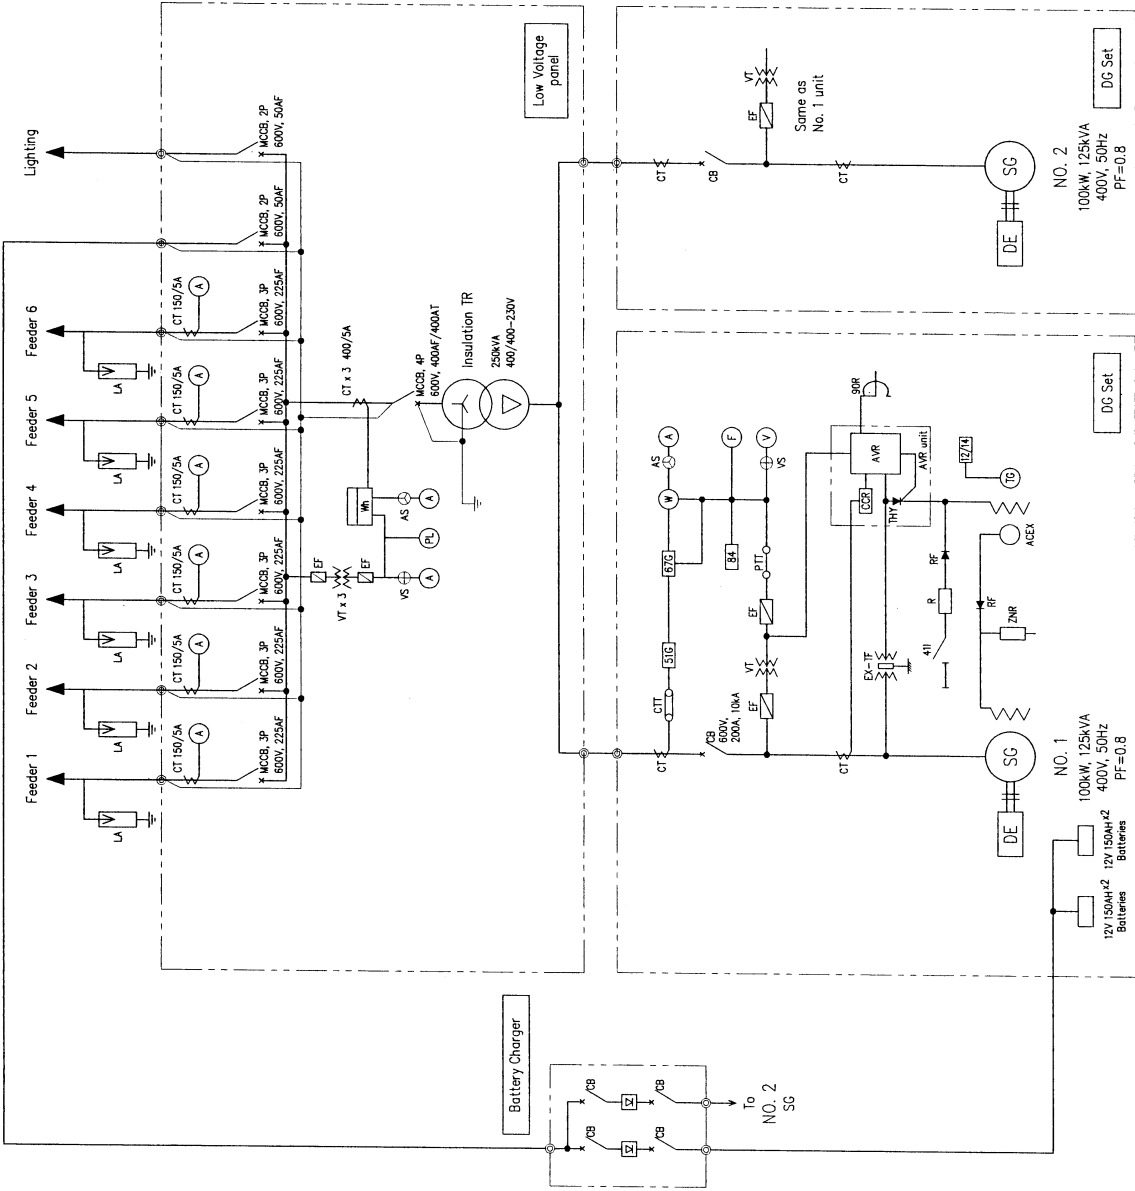 Lighting
Feeder 6
Feeder 5
Feeder 4
Feeder 3
Feeder 2
Feeder 1
LA
LA
LA
LA
LA
LA
Low Voltage
panel
MCCB, 2P
600V, 50AF
MCCB, 2P
600V, 50AF
CT 150/5A
A
MCCB, 3P
600V, 225AF
CT 150/5A
A
MCCB, 3P
600V, 225AF
CT 150/5A
A
MCCB, 3P
600V, 225AF
CT 150/5A
A
MCCB, 3P
600V, 225AF
CT 150/5A
A
MCCB, 3P
600V, 225AF
CT 150/5A
A
MCCB, 3P
600V, 225AF
CT x 3 400/5A
MCCB, 4P
600V, 400AF/400AT
Insulation TR
250kVA
400/400-230V
Wh
AS
A
PL
EF
VT x 3
EF
VS
A
DG Set
VT
EF
Same as
No. 1 unit
CT
CB
CT
SG
DE
NO. 2
100kW, 125kVA
400V, 50Hz
PF=0.8
DG Set
AS
A
W
F
V
VS
67G
84
PTT
51G
EF
CTT
VT
EF
CT
CB
600V,
200A, 10kA
CT
90R
AVR
AVR unit
CCR
THY
12/14
TG
ACEX
RF
R
RF
ZNR
41I
EX-TF
SG
DE
NO. 1
100kW, 125kVA
400V, 50Hz
PF=0.8
12V 150AH x2
Batteries
12V 150AH x2
Batteries
Battery Charger
CB
CB
CB
CB
To
NO. 2
SG